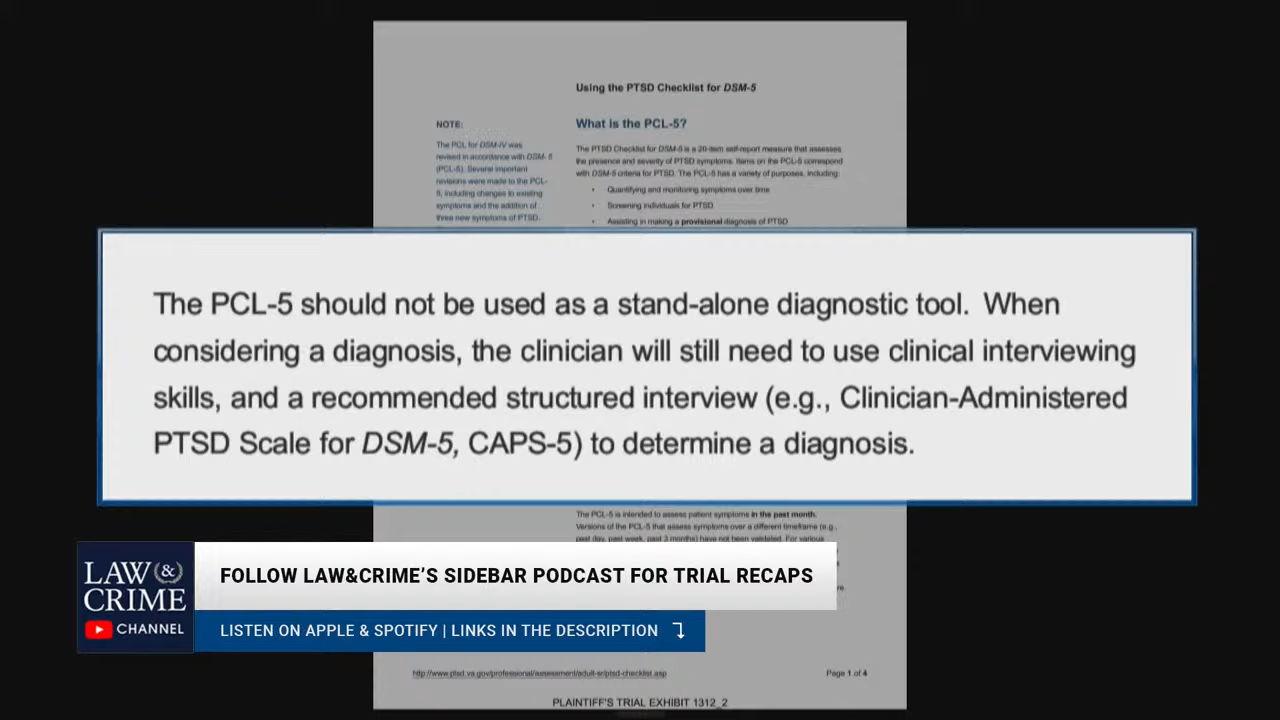 Using the PTSD Checklist for DSM-5
NOTE:
The PCL for DSM-IV was
revised in accordance with DSM- 5
(PCL-5). Several important
revisions were made to the PCL-
5, including changes to existing
symptoms and the addition of
three new symptoms of PTSD.
What is the PCL-5?
The PTSD Checklist for DSM-5 is a 20-item self-report measure that assesses
the presence and severity of PTSD symptoms. Items on the PCL-5 correspond
with DSM-5 criteria for PTSD. The PCL-5 has a variety of purposes, including:
• Quantifying and monitoring symptoms over time
• Screening individuals for PTSD
• Assisting in making a provisional diagnosis of PTSD
The PCL-5 should not be used as a stand-alone diagnostic tool. When
considering a diagnosis, the clinician will still need to use clinical interviewing
skills, and a recommended structured interview (e.g., Clinician-Administered
PTSD Scale for DSM-5, CAPS-5) to determine a diagnosis.
The PCL-5 is intended to assess patient symptoms in the past month.
Versions of the PCL-5 that assess symptoms over a different timeframe (e.g.,
past day, past week, past 3 months) have not been validated. For various
LAW &
CRIME
CHANNEL
FOLLOW LAW&CRIME'S SIDEBAR PODCAST FOR TRIAL RECAPS
LISTEN ON APPLE & SPOTIFY | LINKS IN THE DESCRIPTION
http://www.ptsd.va.gov/professional/assessment/adult-sr/ptsd-checklist.asp
Page 1 of 4
PLAINTIFF'S TRIAL EXHIBIT 1312_2